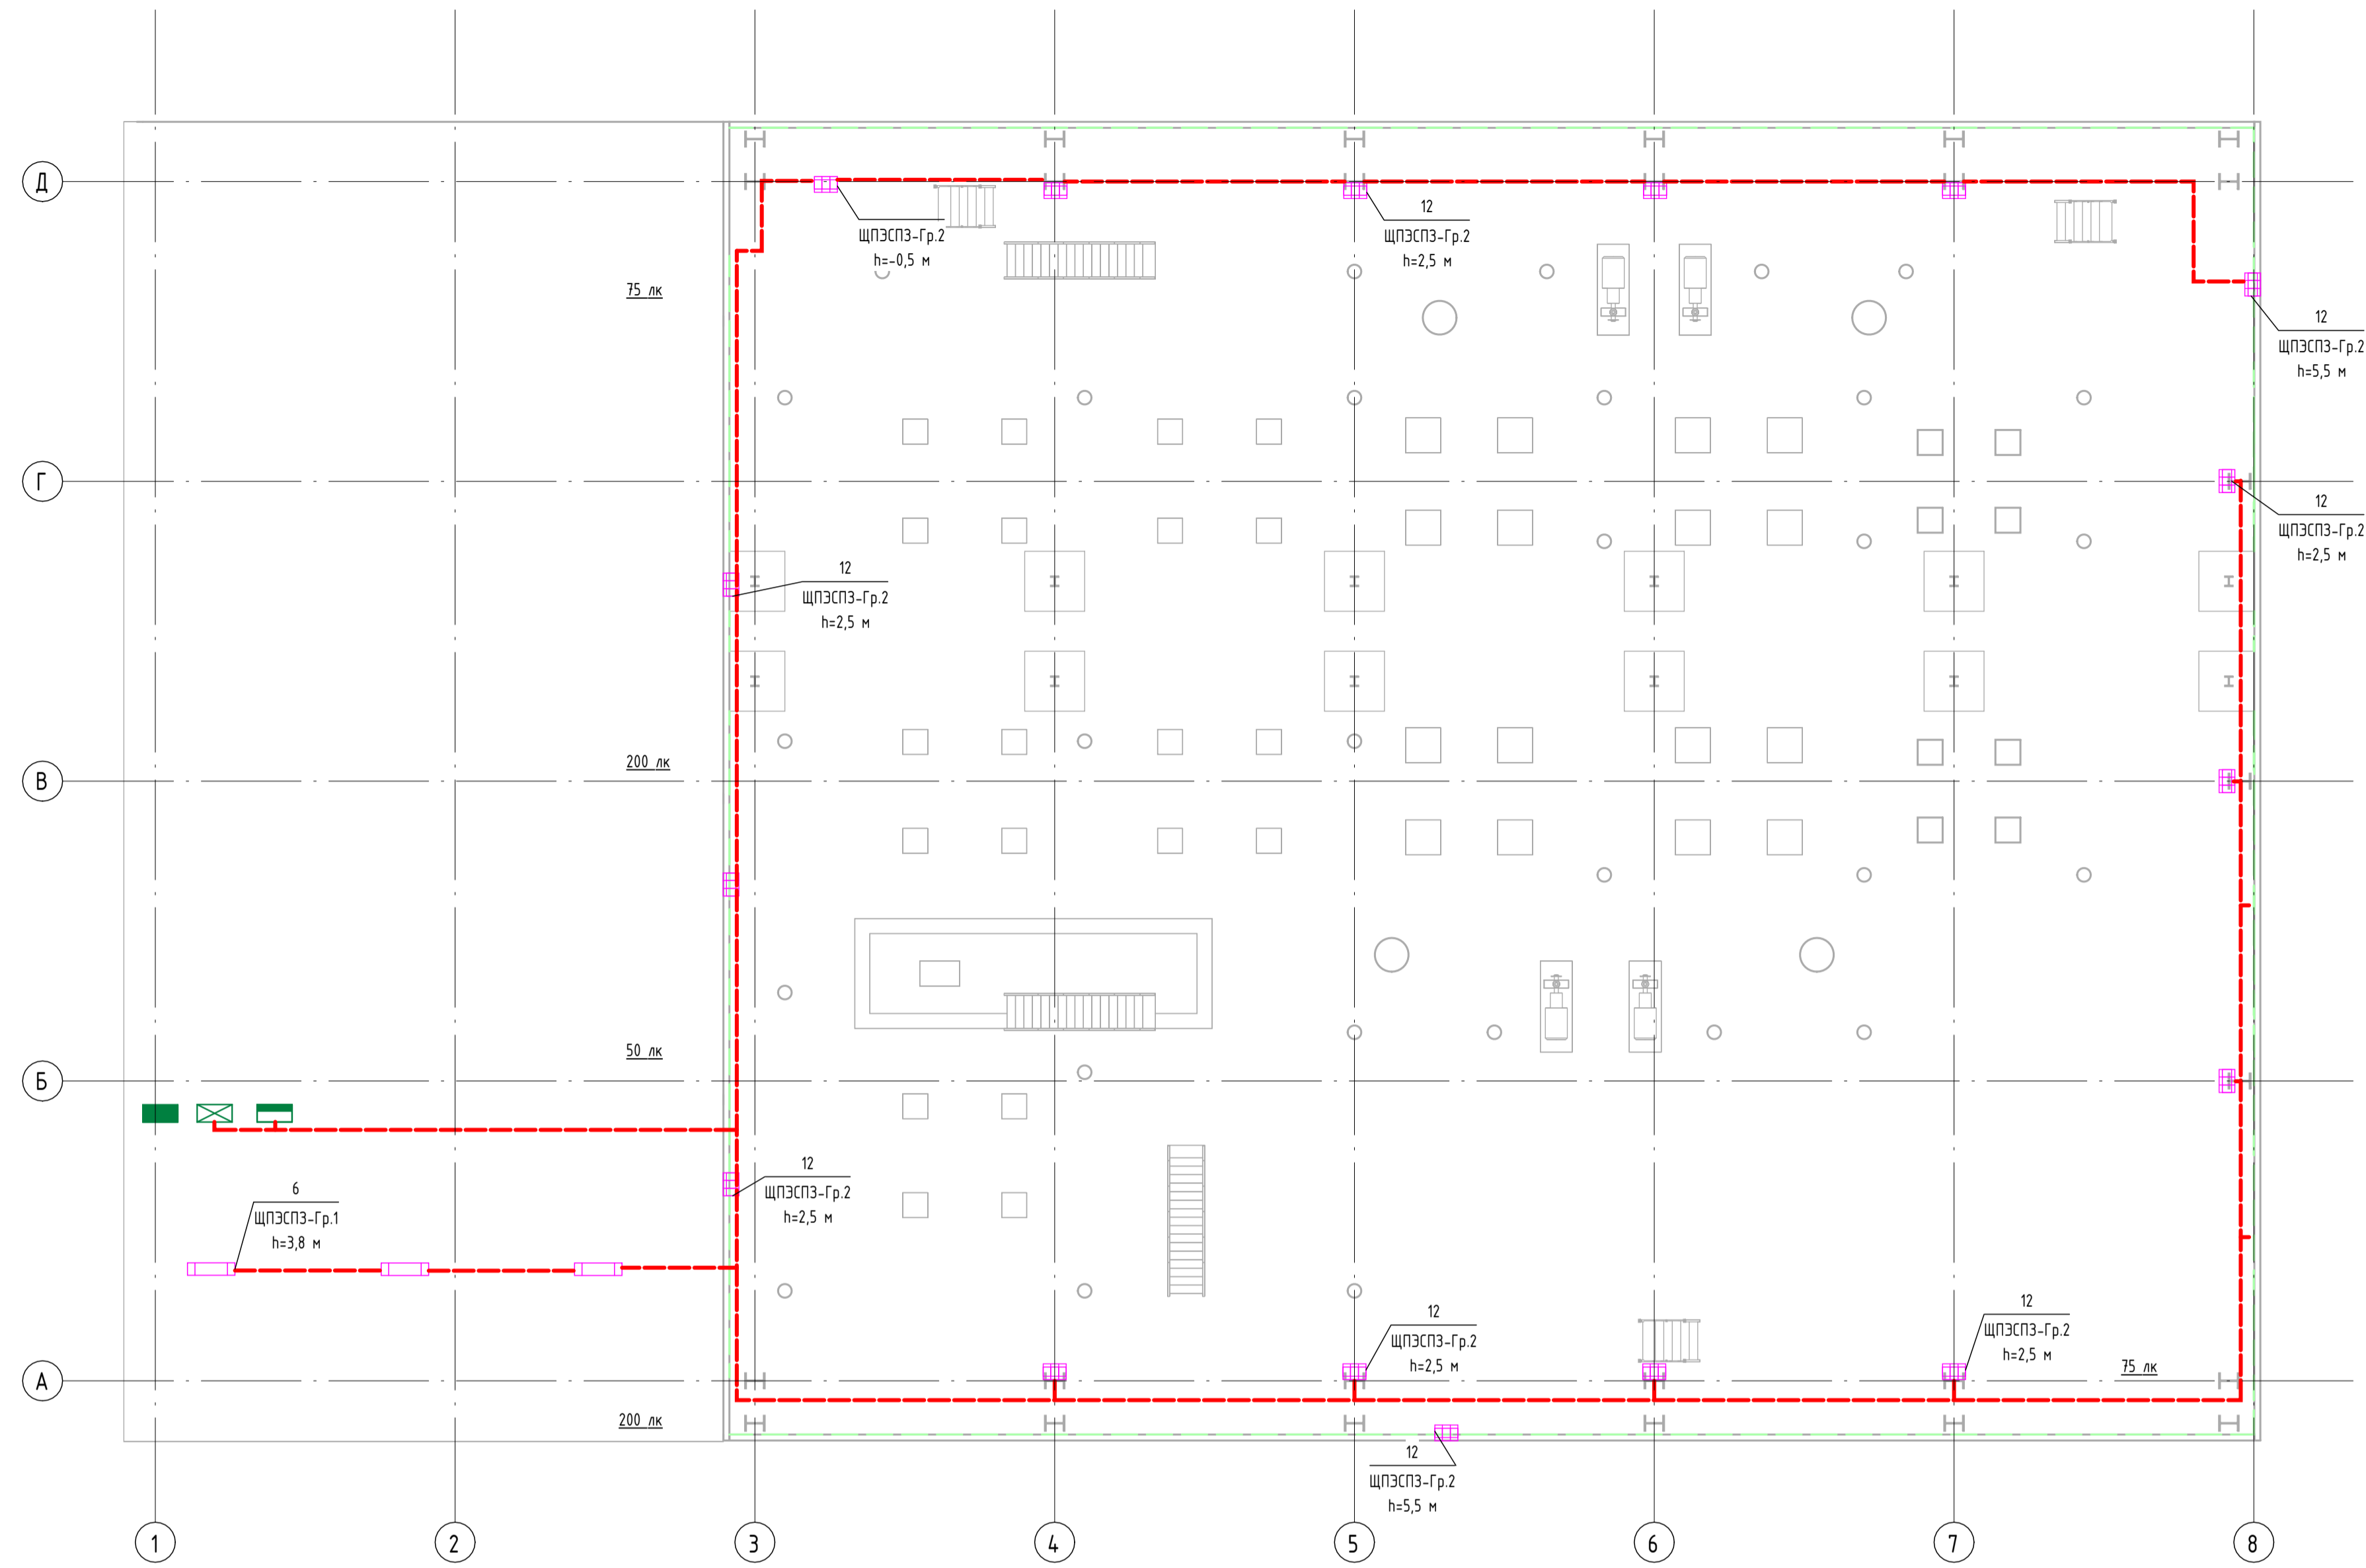 Д
12
ЩПЭСПЗ-Гр.2
h=-0,5 м
12
ЩПЭСПЗ-Гр.2
h=2,5 м
75 лк
12
ЩПЭСПЗ-Гр.2
h=5,5 м
Г
12
ЩПЭСПЗ-Гр.2
h=2,5 м
12
ЩПЭСПЗ-Гр.2
h=2,5 м
200 лк
В
50 лк
Б
12
ЩПЭСПЗ-Гр.2
h=2,5 м
6
ЩПЭСПЗ-Гр.1
h=3,8 м
12
ЩПЭСПЗ-Гр.2
h=2,5 м
12
ЩПЭСПЗ-Гр.2
h=2,5 м
75 лк
А
200 лк
12
ЩПЭСПЗ-Гр.2
h=5,5 м
1
2
3
4
5
6
7
8